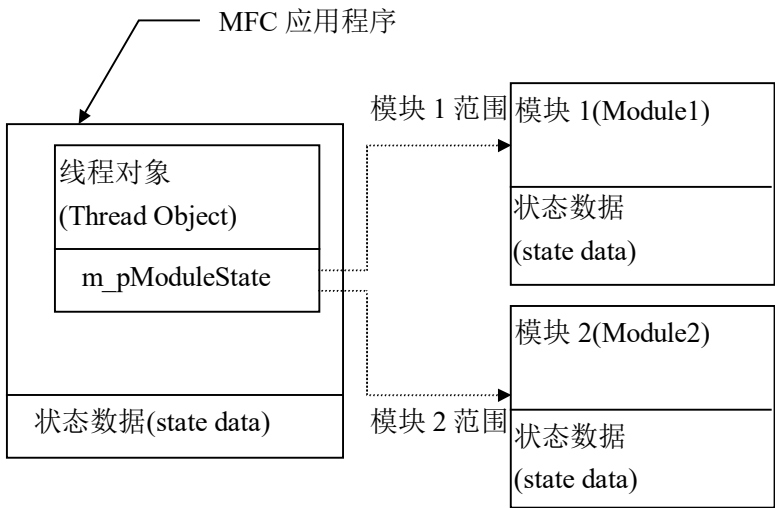 MFC 应用程序
线程对象
(Thread Object)
m_pModuleState
状态数据(state data)
模块 1 范围
模块 1(Module1)
状态数据
(state data)
模块 2(Module2)
模块 2 范围
状态数据
(state data)